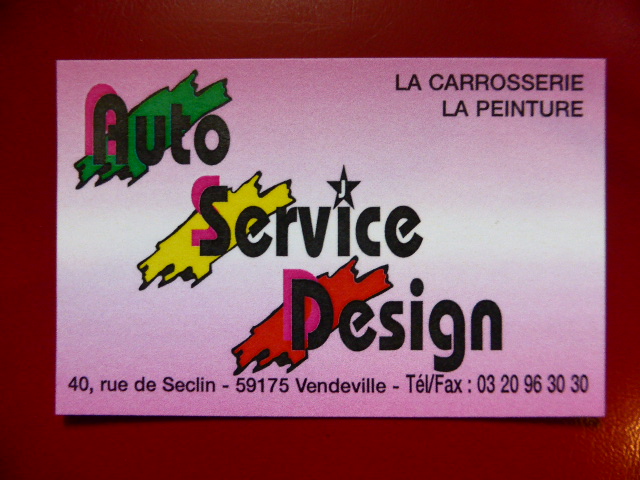 LA CARROSSERIE
LA PEINTURE
Auto
Service
J
Design
40, rue de Seclin - 59175 Vendeville - Tél/Fax : 03 20 96 30 30